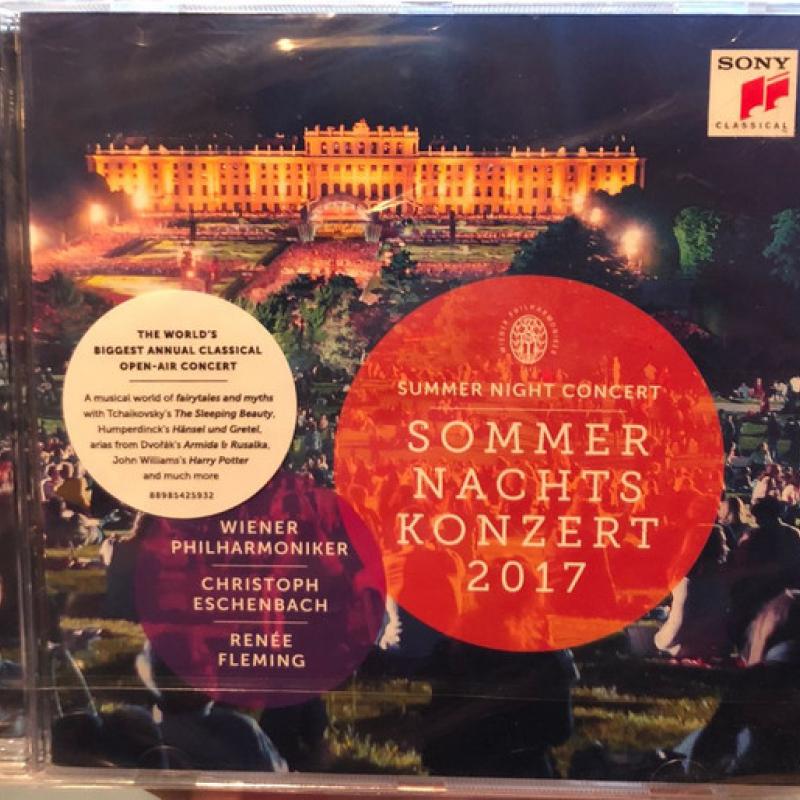 SONY
CLASSICAL
THE WORLD'S
BIGGEST ANNUAL CLASSICAL
OPEN-AIR CONCERT
A musical world of fairytales and myths
with Tchaikovsky's The Sleeping Beauty,
Humperdinck's Hänsel und Gretel,
arias from Dvořák's Armida & Rusalka,
John Williams's Harry Potter
and much more
88985425932
WIENER PHILHARMONIKER
SUMMER NIGHT CONCERT
SOMMER
NACHTS
KONZERT
2017
WIENER
PHILHARMONIKER
CHRISTOPH
ESCHENBACH
RENÉE
FLEMING